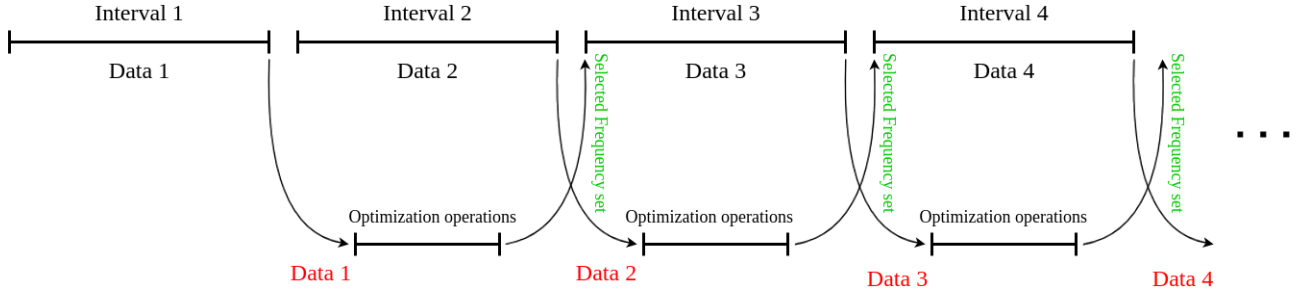 Interval 1
Interval 2
Interval 3
Interval 4
Data 1
Data 2
Data 3
Data 4
Selected Frequency set
Selected Frequency set
Selected Frequency set
Optimization operations
Optimization operations
Optimization operations
Data 1
Data 2
Data 3
Data 4
. . .